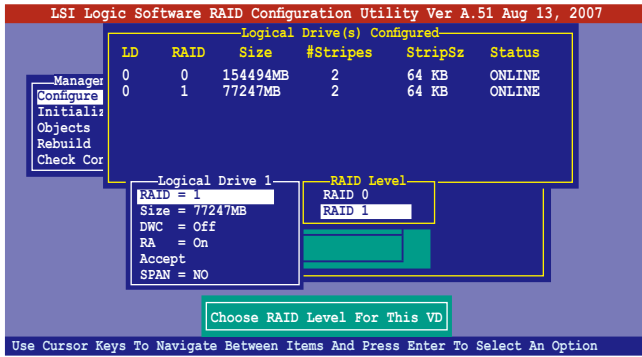 LSI Logic Software RAID Configuration Utility Ver A.51 Aug 13, 2007
Logical Drive(s) Configured
LD RAID Size #Stripes StripSz Status
0 0 154494MB 2 64 KB ONLINE
0 1 77247MB 2 64 KB ONLINE
Manager
Configure
Initializ
Objects
Rebuild
Check Con
Logical Drive 1
RAID = 1
Size = 77247MB
DWC = Off
RA = On
Accept
SPAN = NO
RAID Level
RAID 0
RAID 1
Choose RAID Level For This VD
Use Cursor Keys To Navigate Between Items And Press Enter To Select An Option